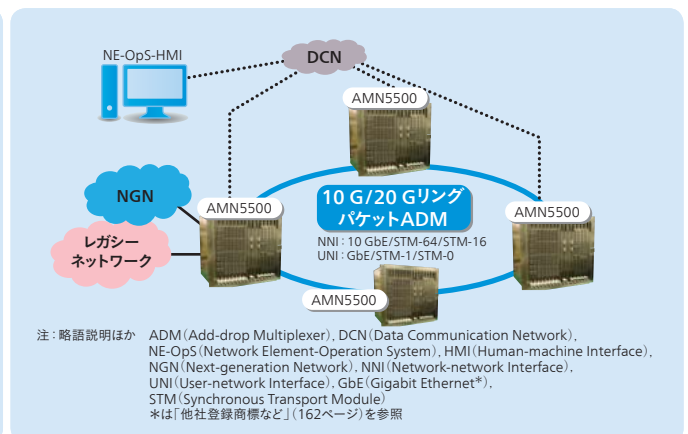 NE-OpS-HMI
DCN
AMN5500
NGN
AMN5500
10 G/20 Gリング
パケットADM
AMN5500
レガシー
ネットワーク
NNI：10 GbE/STM-64/STM-16
UNI：GbE/STM-1/STM-0
AMN5500
注：略語説明ほか ADM（Add-drop Multiplexer），DCN（Data Communication Network），
NE-OpS（Network Element-Operation System），HMI（Human-machine Interface），
NGN（Next-generation Network），NNI（Network-network Interface），
UNI（User-network Interface），GbE（Gigabit Ethernet*），
STM（Synchronous Transport Module）
*は「他社登録商標など」（162ページ）を参照